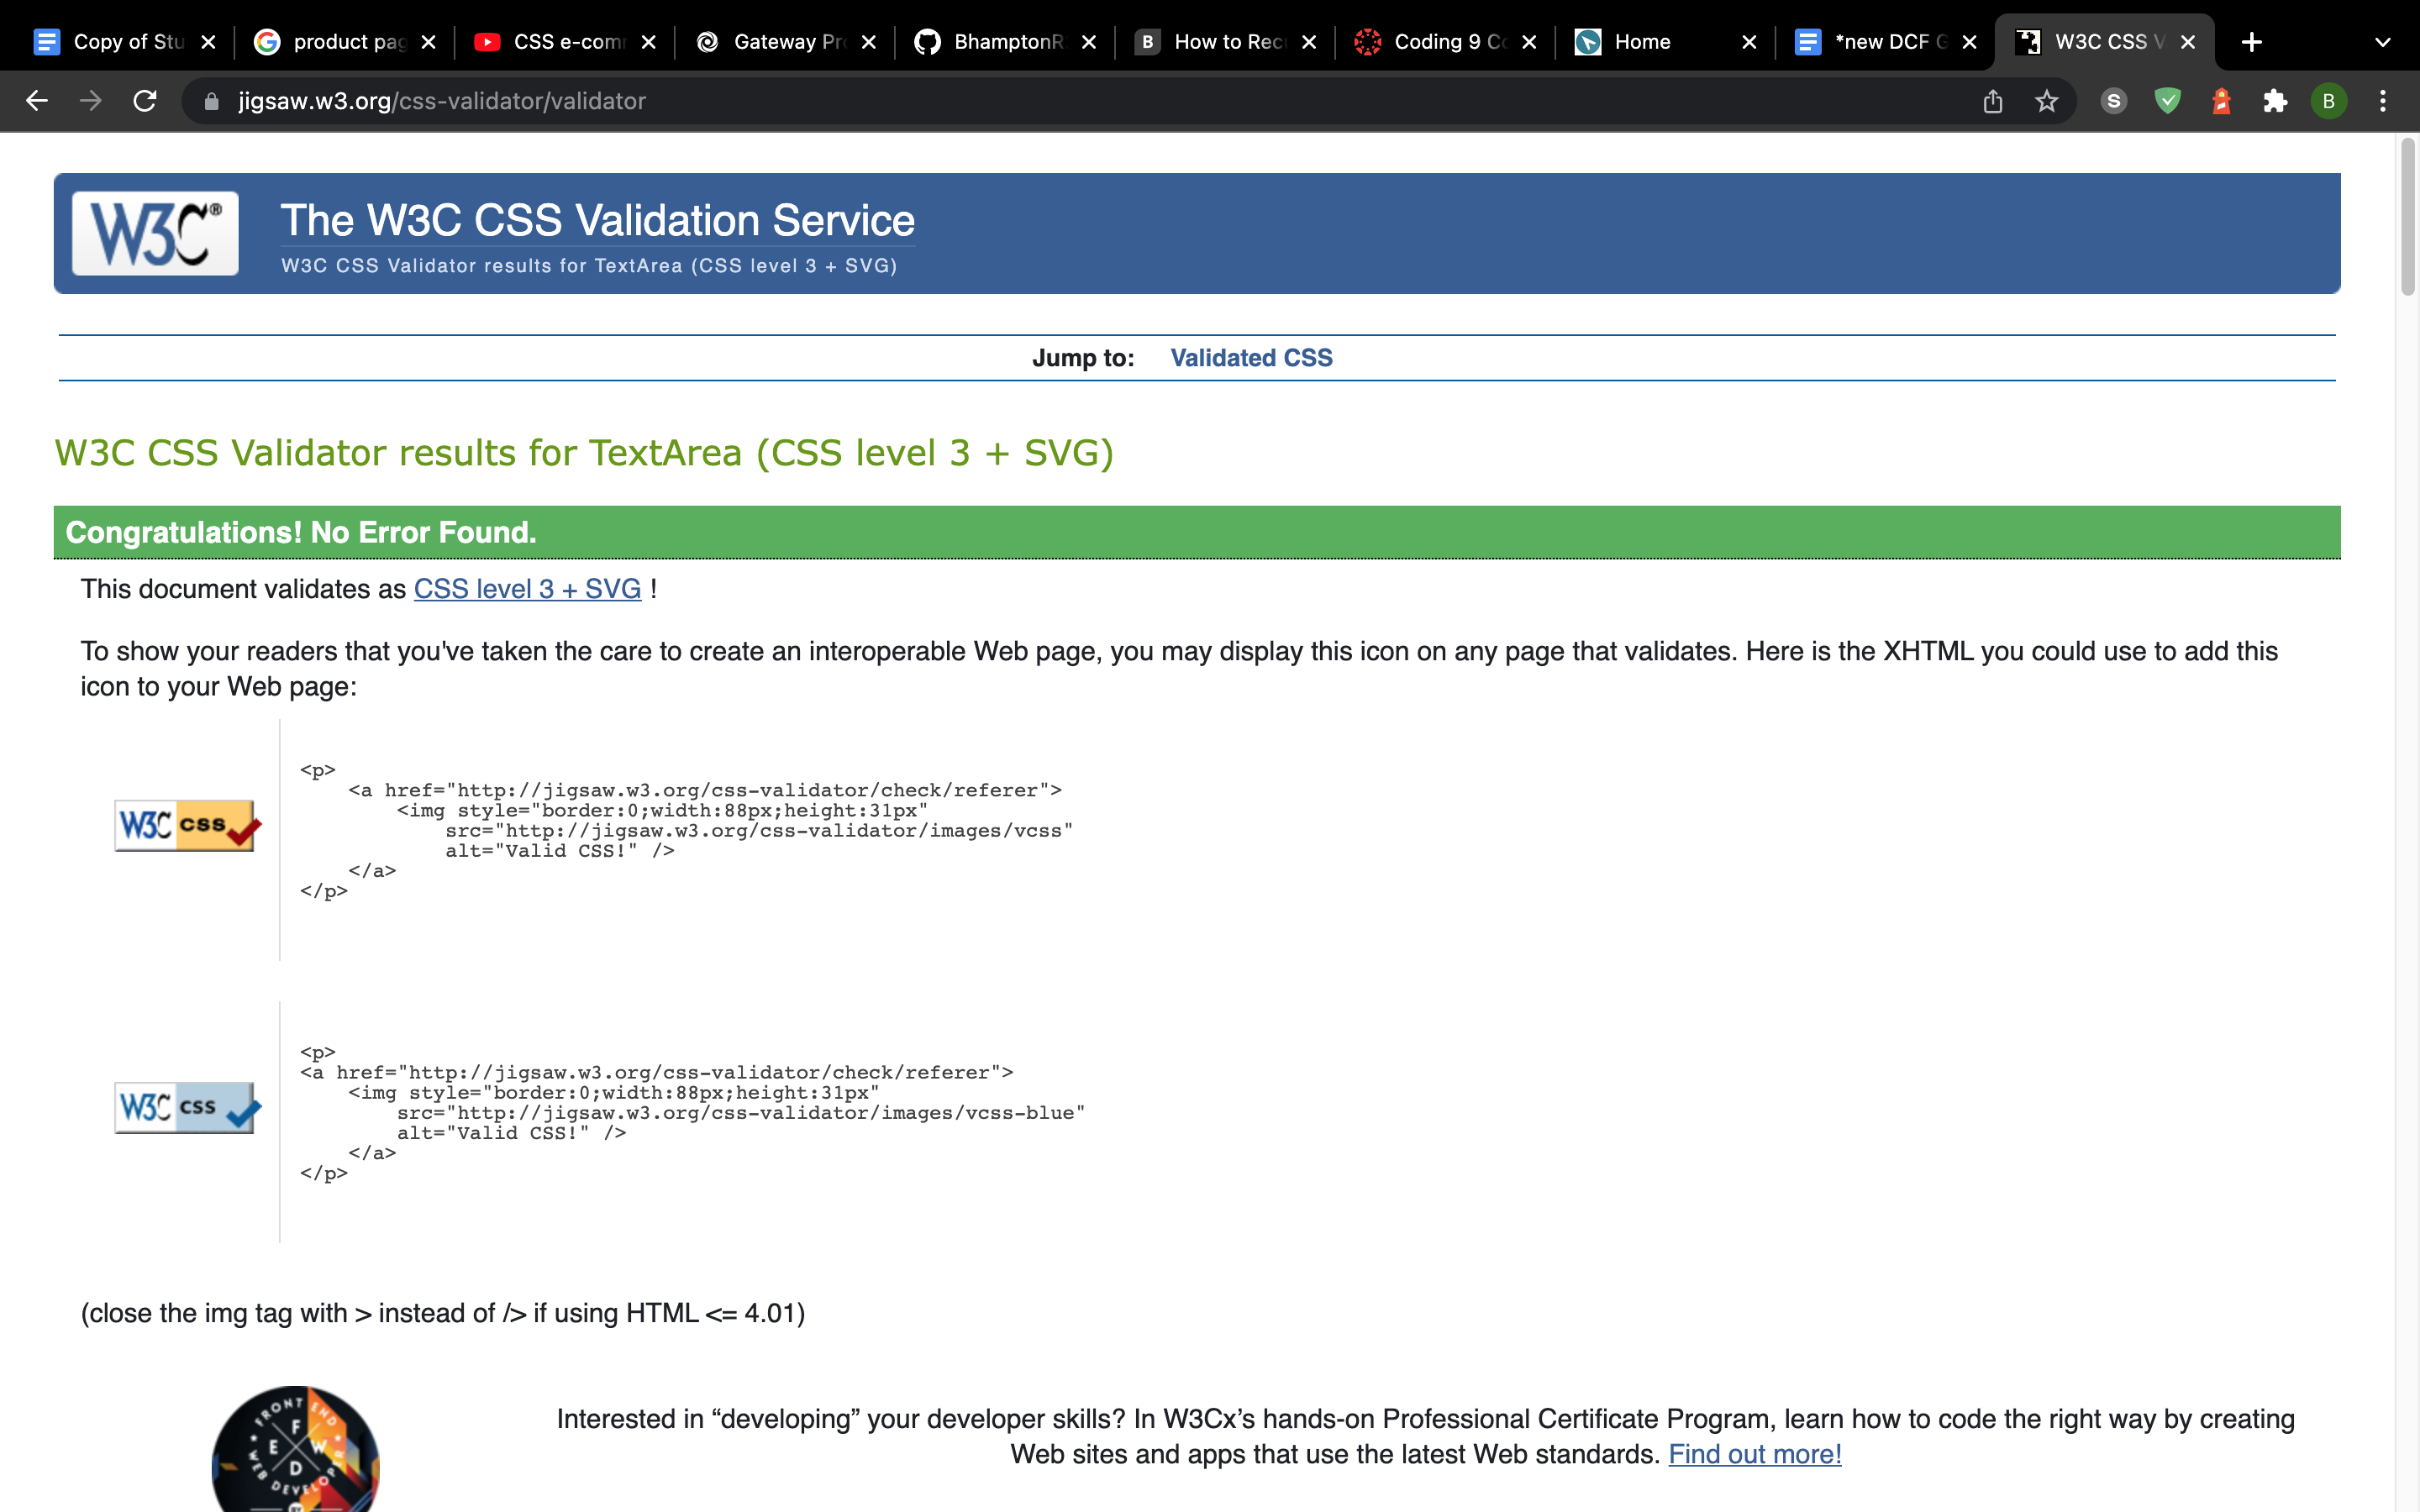 Copy of Stu
product pag
CSS e-com
Gateway Pr
BhamptonR
B
How to Rec
Coding 9 Co
Home
*new DCF G
W3C CSS V
jigsaw.w3.org/css-validator/validator
S
B
W3C®
The W3C CSS Validation Service
W3C CSS Validator results for TextArea (CSS level 3 + SVG)
Jump to: Validated CSS
W3C CSS Validator results for TextArea (CSS level 3 + SVG)
Congratulations! No Error Found.
This document validates as CSS level 3 + SVG !
To show your readers that you've taken the care to create an interoperable Web page, you may display this icon on any page that validates. Here is the XHTML you could use to add this
icon to your Web page:
W3C css
<p>
<a href="http://jigsaw.w3.org/css-validator/check/referer">
<img style="border:0;width:88px;height:31px"
src="http://jigsaw.w3.org/css-validator/images/vcss"
alt="Valid CSS!" />
</a>
</p>
W3C css
<p>
<a href="http://jigsaw.w3.org/css-validator/check/referer">
<img style="border:0;width:88px;height:31px"
src="http://jigsaw.w3.org/css-validator/images/vcss-blue"
alt="Valid CSS!" />
</a>
</p>
(close the img tag with > instead of /> if using HTML <= 4.01)
FRONT END
F
E W
D
WEB DEVELOPER
BY
Interested in “developing” your developer skills? In W3Cx’s hands-on Professional Certificate Program, learn how to code the right way by creating
Web sites and apps that use the latest Web standards. Find out more!